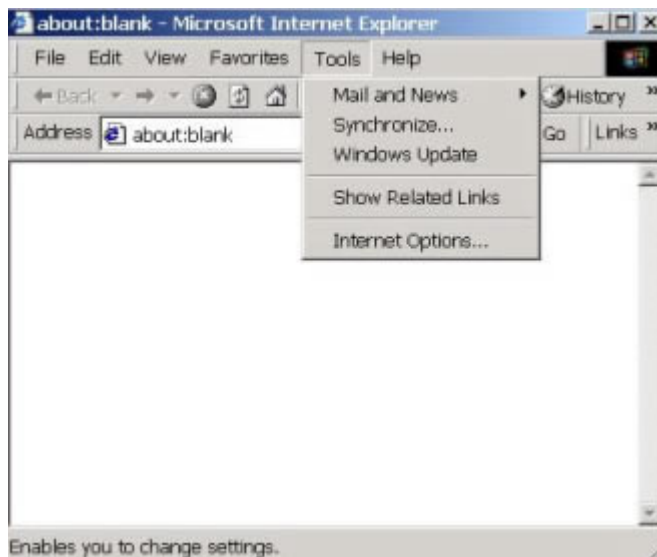 about:blank - Microsoft Internet Explorer
File Edit View Favorites Tools Help
Back History »
Address about:blank Go Links »
Mail and News
Synchronize...
Windows Update
Show Related Links
Internet Options...
Enables you to change settings.